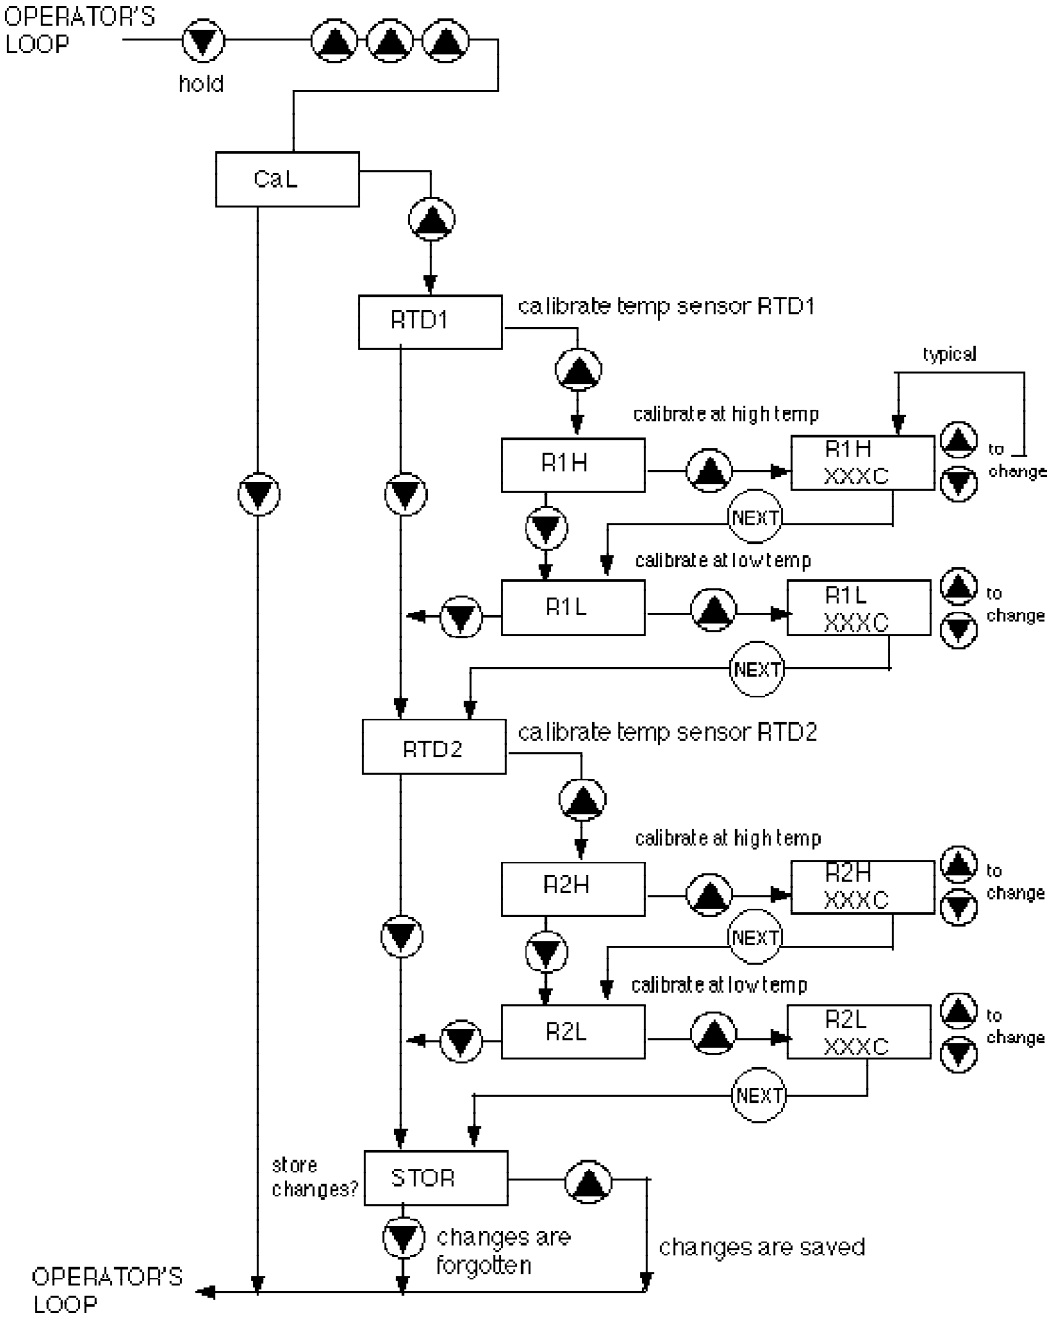 OPERATOR'S
LOOP
hold
CaL
RTD1
calibrate temp sensor RTD1
typical
calibrate at high temp
R1H
R1H
XXXC
to
change
NEXT
calibrate at low temp
R1L
R1L
XXXC
to
change
NEXT
RTD2
calibrate temp sensor RTD2
calibrate at high temp
R2H
R2H
XXXC
to
change
NEXT
calibrate at low temp
R2L
R2L
XXXC
to
change
NEXT
store
changes?
STOR
changes are
forgotten
changes are saved
OPERATOR'S
LOOP